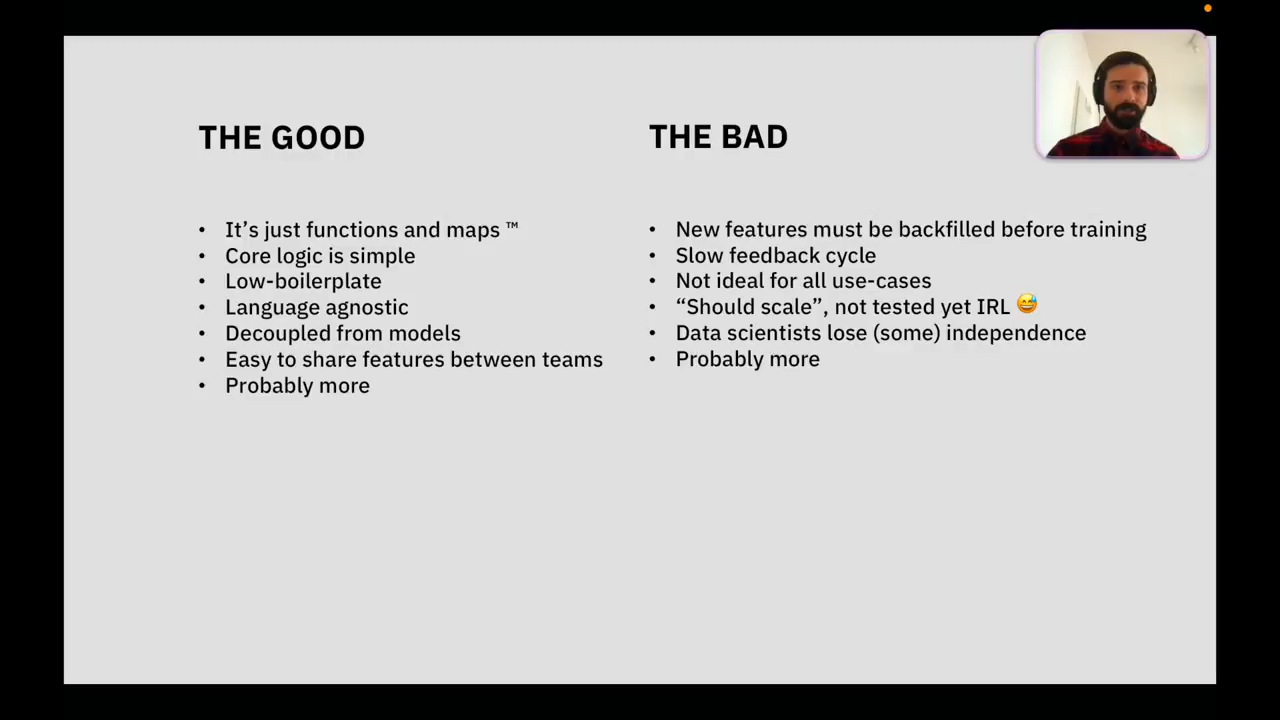 THE GOOD
• It’s just functions and maps ™
• Core logic is simple
• Low-boilerplate
• Language agnostic
• Decoupled from models
• Easy to share features between teams
• Probably more
THE BAD
• New features must be backfilled before training
• Slow feedback cycle
• Not ideal for all use-cases
• “Should scale”, not tested yet IRL 😅
• Data scientists lose (some) independence
• Probably more